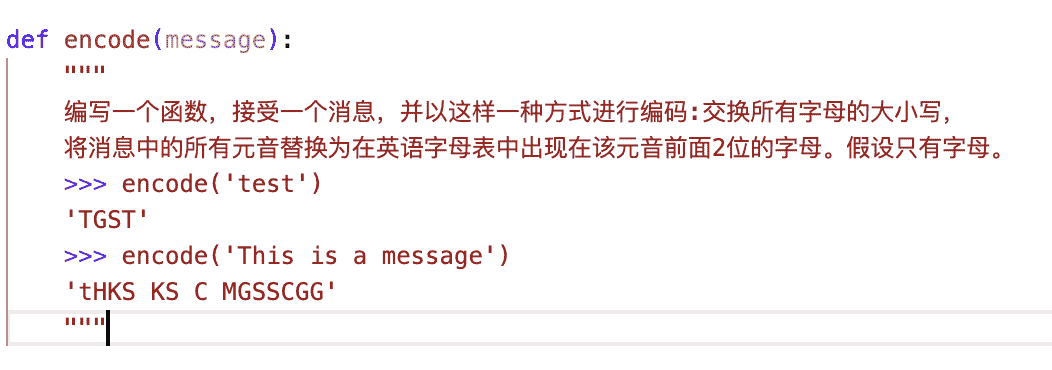 def encode(message):
"""
编写一个函数，接受一个消息，并以这样一种方式进行编码:交换所有字母的大小写，
将消息中的所有元音替换为在英语字母表中出现在该元音前面2位的字母。假设只有字母。
>>> encode('test')
'TGST'
>>> encode('This is a message')
'tHKS KS C MGSSCGG'
"""